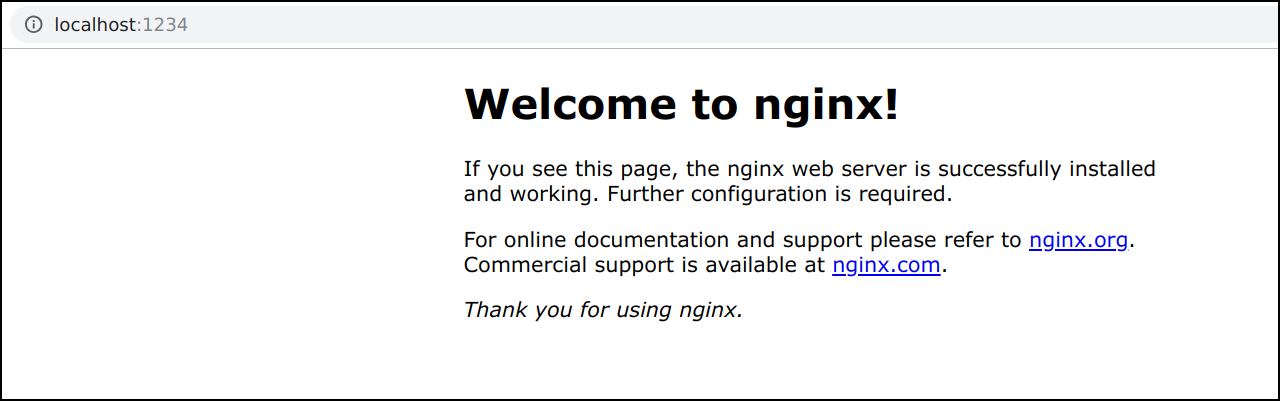 localhost:1234
Welcome to nginx!
If you see this page, the nginx web server is successfully installed
and working. Further configuration is required.
For online documentation and support please refer to nginx.org.
Commercial support is available at nginx.com.
Thank you for using nginx.